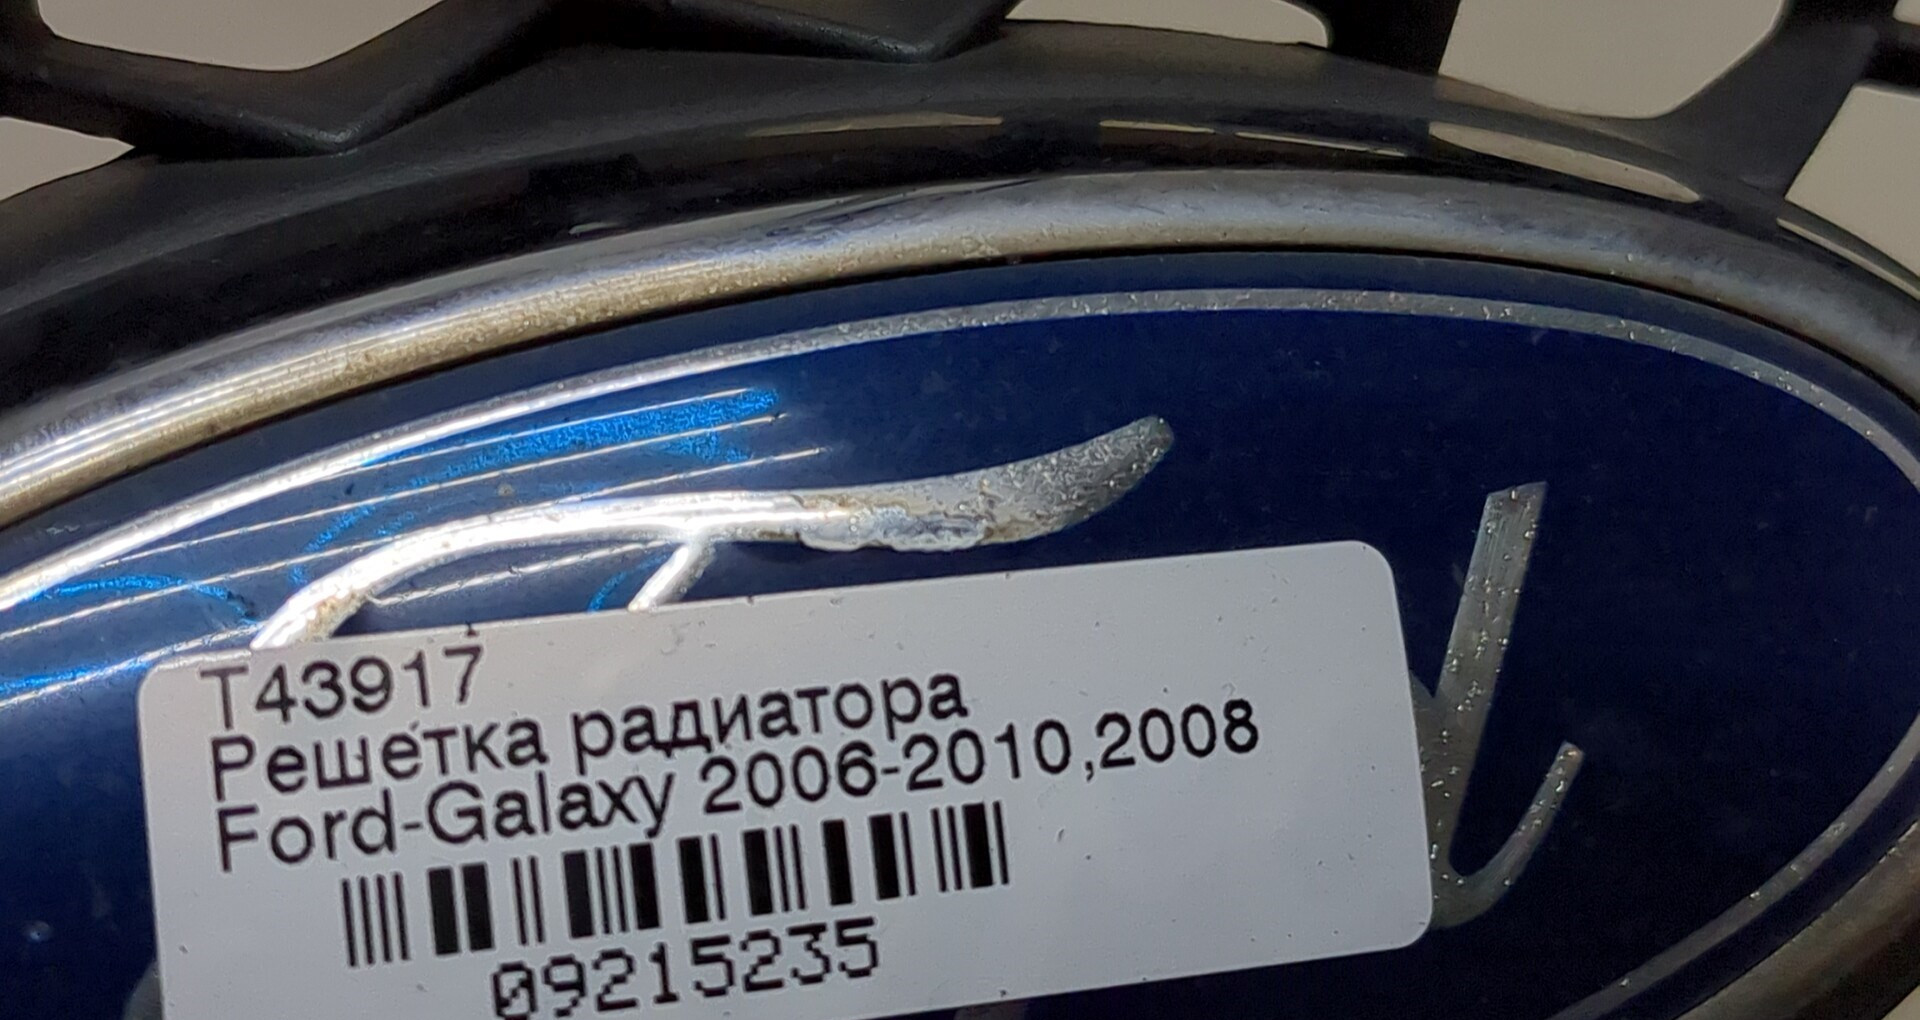 T43917
Решетка радиатора
Ford-Galaxy 2006-2010,2008
09215235